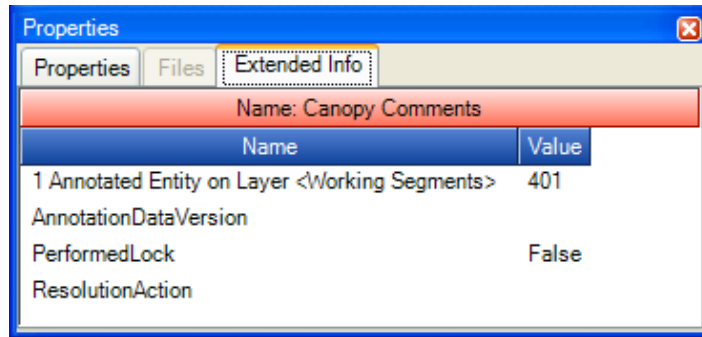 Properties
Properties Files Extended Info
Name: Canopy Comments
Name Value
1 Annotated Entity on Layer <Working Segments> 401
AnnotationDataVersion
PerformedLock False
ResolutionAction